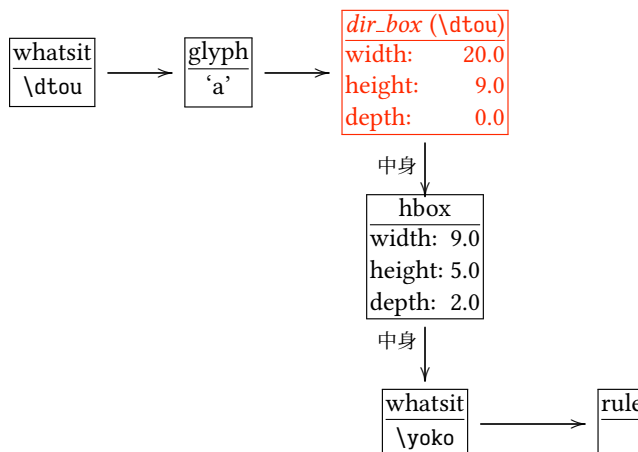 whatsit
\dtou
glyph
‘a’
dir_box (\dtou)
width: 20.0
height: 9.0
depth: 0.0
中身
hbox
width: 9.0
height: 5.0
depth: 2.0
中身
whatsit
\yoko
rule